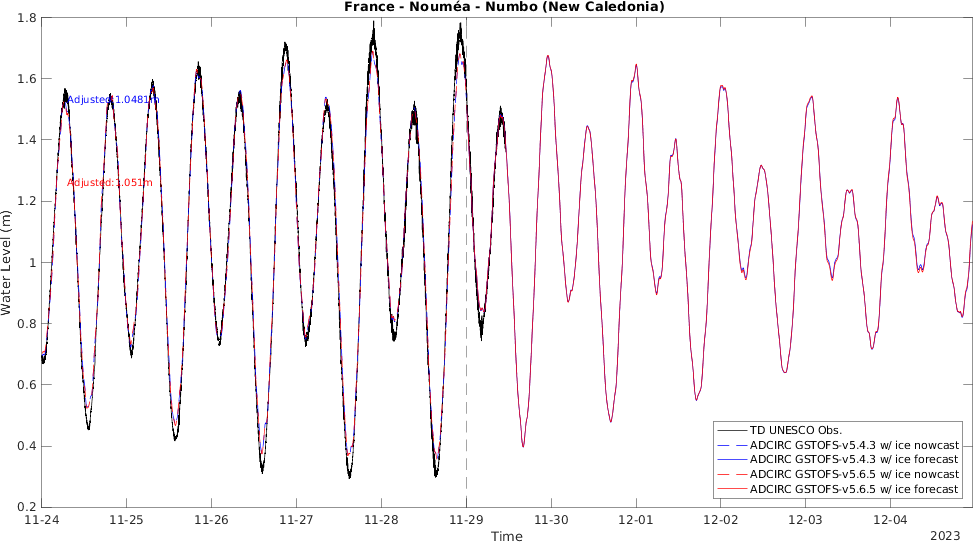 France - Nouméa - Numbo (New Caledonia)
1.8
1.6
1.4
1.2
1
0.8
0.6
0.4
0.2
Water Level (m)
Adjusted:1.0481m
Adjusted:1.051m
TD UNESCO Obs.
ADCIRC GSTOFS-v5.4.3 w/ ice nowcast
ADCIRC GSTOFS-v5.4.3 w/ ice forecast
ADCIRC GSTOFS-v5.6.5 w/ ice nowcast
ADCIRC GSTOFS-v5.6.5 w/ ice forecast
11-24 11-25 11-26 11-27 11-28 11-29 11-30 12-01 12-02 12-03 12-04
Time
2023